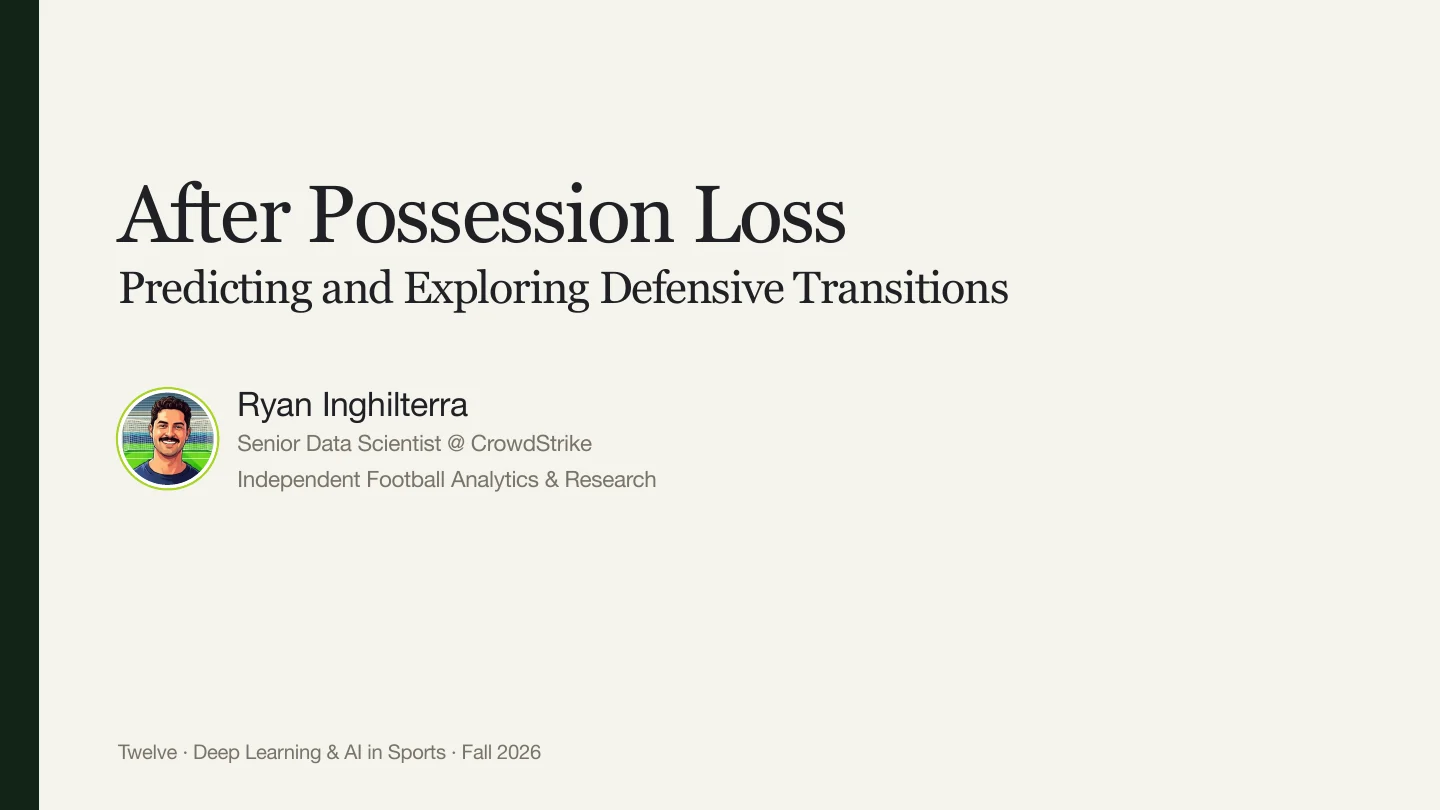 After Possession Loss
Predicting and Exploring Defensive Transitions
Ryan Inghilterra
Senior Data Scientist @ CrowdStrike
Independent Football Analytics & Research
Twelve · Deep Learning & AI in Sports · Fall 2026